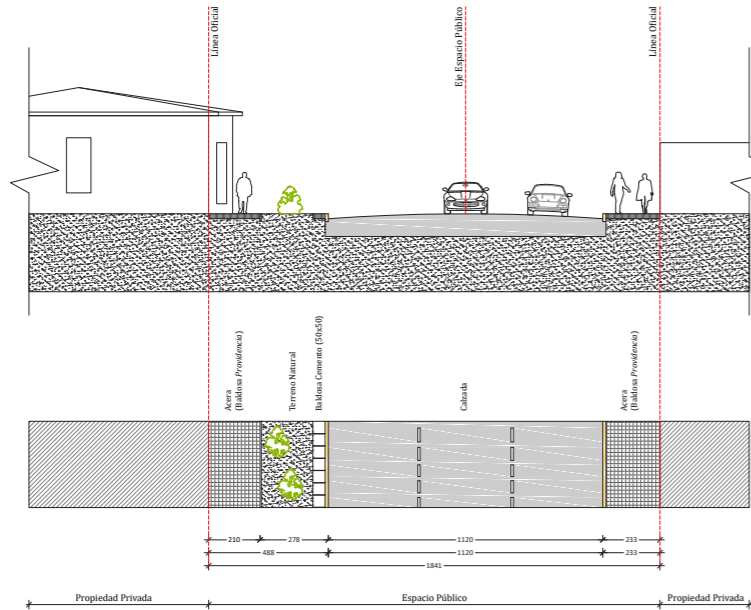 Línea Oficial
Eje Espacio Público
Línea Oficial
Acera
(Baldosa Providencia)
Terreno Natural
Baldosa Cemento (50x50)
Calzada
Acera
(Baldosa Providencia)
210 278 1120 233
488 1120 233
1841
Propiedad Privada Espacio Público Propiedad Privada